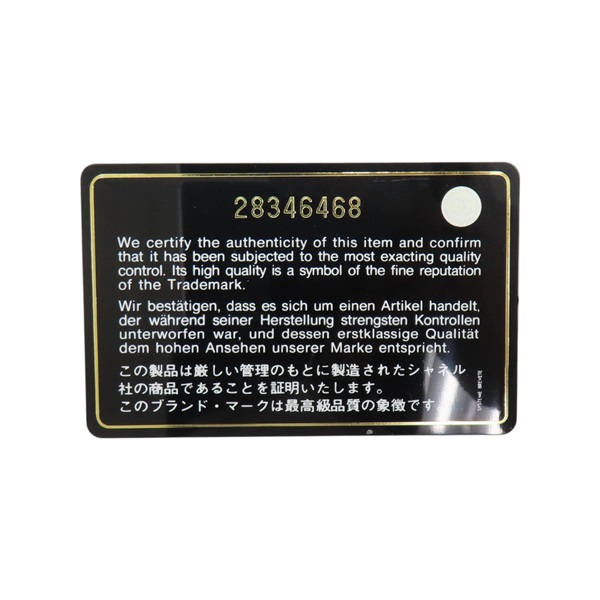 28346468
We certify the authenticity of this item and confirm
that it has been subjected to the most exacting quality
control. Its high quality is a symbol of the fine reputation
of the Trademark.
Wir bestätigen, dass es sich um einen Artikel handelt,
der während seiner Herstellung strengsten Kontrollen
unterworfen war, und dessen erstklassige Qualität
dem hohen Ansehen unserer Marke entspricht.
この製品は厳しい管理のもとに製造されたシャネル
社の商品であることを証明いたします。
このブランド・マークは最高級品質の象徴です。